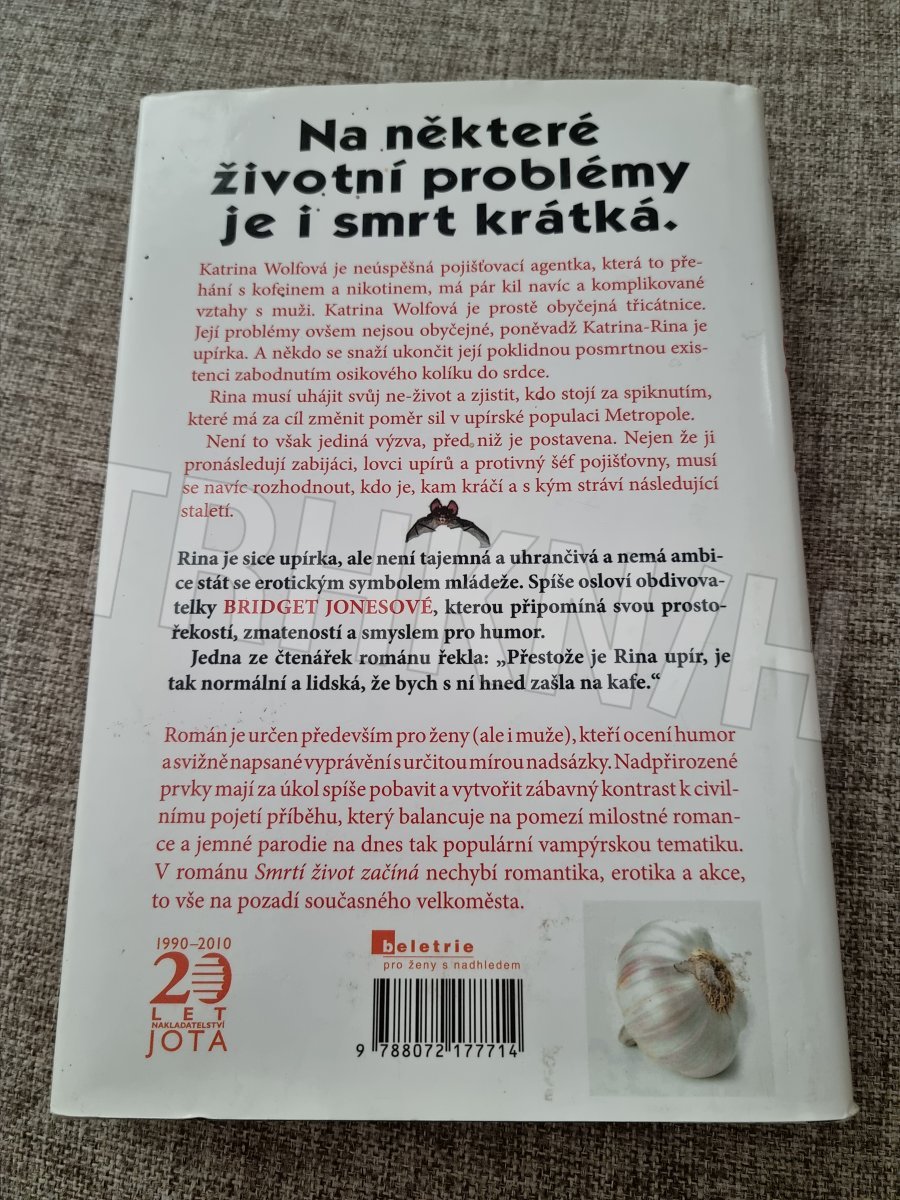 Na některé
životní problémy
je i smrt krátká.
Katrina Wolfová je neúspěšná pojišťovací agentka, která to pře-
hání s kofeinem a nikotinem, má pár kil navíc a komplikované
vztahy s muži. Katrina Wolfová je prostě obyčejná třicátnice.
Její problémy ovšem nejsou obyčejné, poněvadž Katrina-Rina je
upírka. A někdo se snaží ukončit její poklidnou posmrtnou exis-
tenci zabodnutím osikového kolíku do srdce.
Rina musí uhájit svůj ne-život a zjistit, kdo stojí za spiknutím,
které má za cíl změnit poměr sil v upírské populaci Metropole.
Není to však jediná výzva, před niž je postavena. Nejen že ji
pronásledují zabijáci, lovci upírů a protivný šéf pojišťovny, musí
se navíc rozhodnout, kdo je, kam kráčí a s kým stráví následující
staletí.
Rina je sice upírka, ale není tajemná a uhrančivá a nemá ambi-
ce stát se erotickým symbolem mládeže. Spíše osloví obdivova-
telky BRIDGET JONESOVÉ, kterou připomíná svou prosto-
řekostí, zmateností a smyslem pro humor.
Jedna ze čtenářek románu řekla: „Přestože je Rina upír, je
tak normální a lidská, že bych s ní hned zašla na kafe.“
Román je určen především pro ženy (ale i muže), kteří ocení humor
a svižně napsané vyprávění s určitou mírou nadsázky. Nadpřirozené
prvky mají za úkol spíše pobavit a vytvořit zábavný kontrast k civil-
nímu pojetí příběhu, který balancuje na pomezí milostné roman-
ce a jemné parodie na dnes tak populární vampýrskou tematiku.
V románu Smrtí život začíná nechybí romantika, erotika a akce,
to vše na pozadí současného velkoměsta.
1990–2010
20
LET
NAKLADATELSTVÍ
JOTA
beletrie
pro ženy s nadhledem
9 788072 177714
TRHKNIH